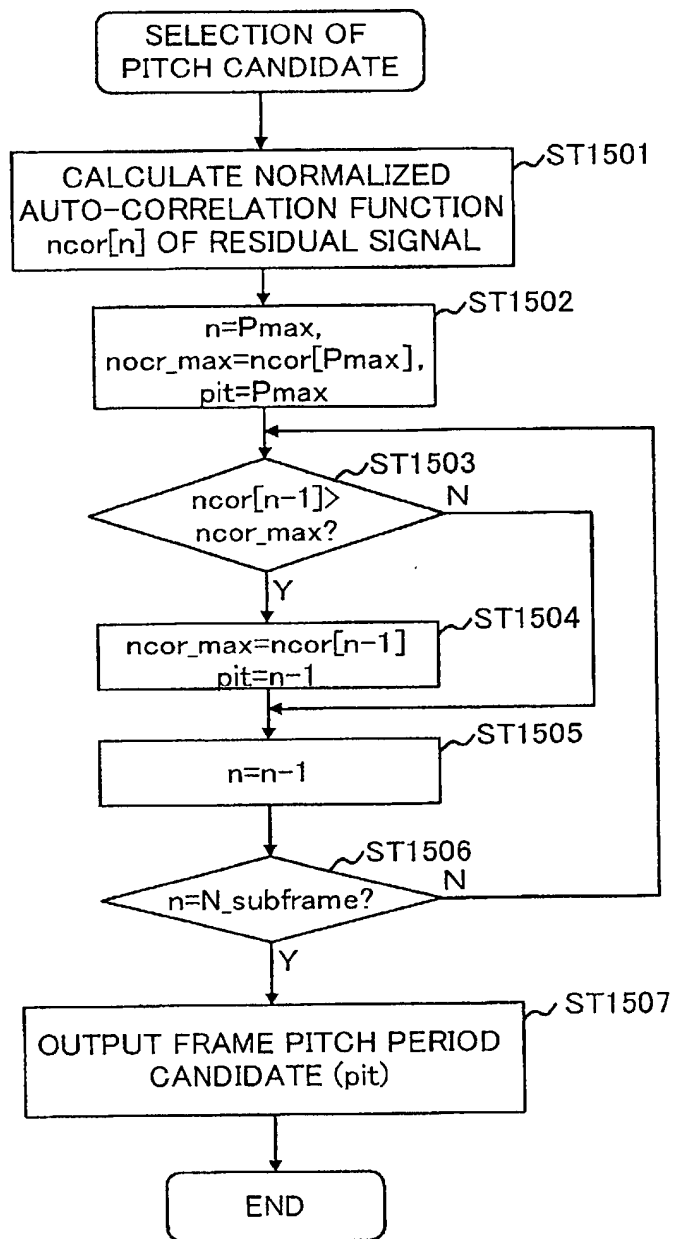 SELECTION OF
PITCH CANDIDATE
ST1501
CALCULATE NORMALIZED
AUTO-CORRELATION FUNCTION
ncor[n] OF RESIDUAL SIGNAL
ST1502
n=Pmax,
nocr_max=ncor[Pmax],
pit=Pmax
ST1503
ncor[n-1]>
ncor_max?
N
Y
ST1504
ncor_max=ncor[n-1]
pit=n-1
ST1505
n=n-1
ST1506
n=N_subframe?
N
Y
ST1507
OUTPUT FRAME PITCH PERIOD
CANDIDATE (pit)
END